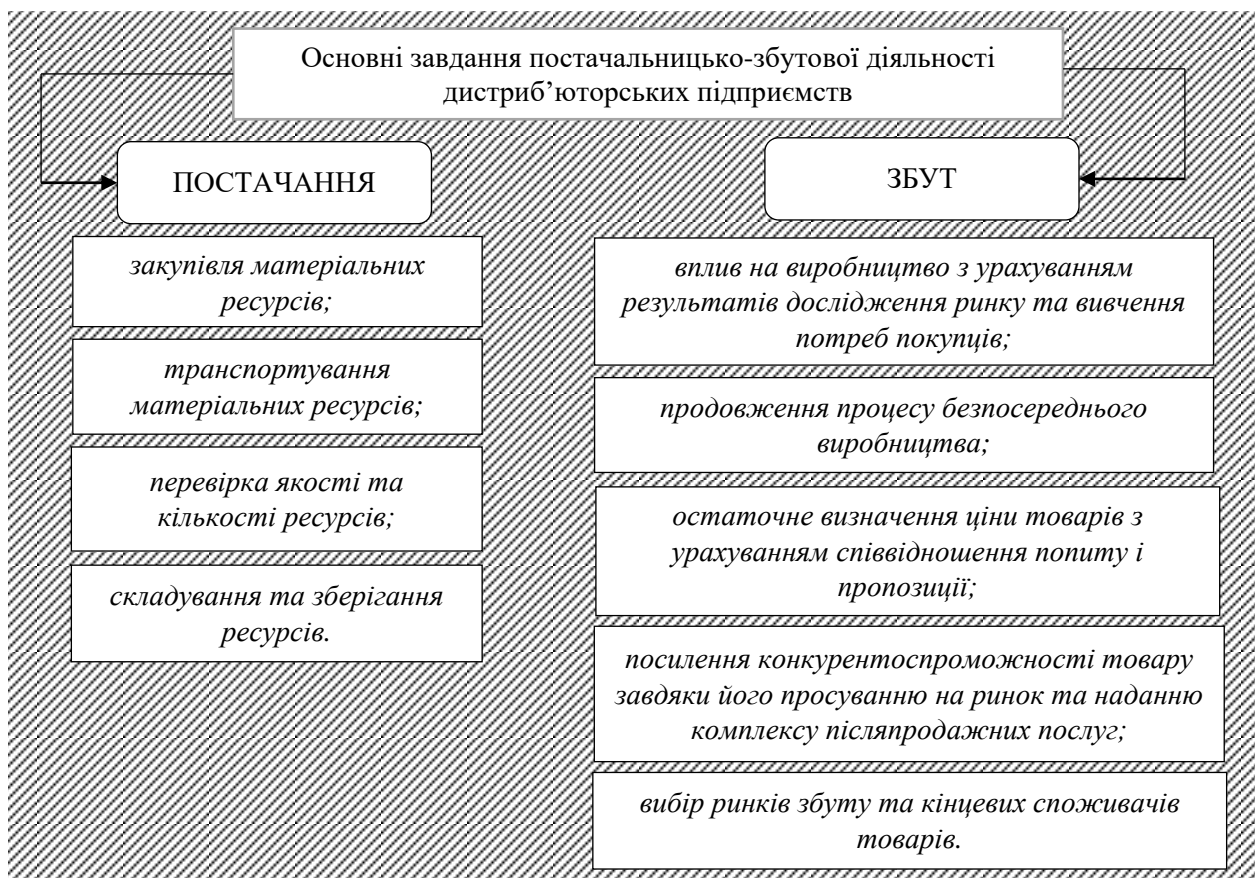 Основні завдання постачальницько-збутової діяльності
дистриб’юторських підприємств
ПОСТАЧАННЯ
закупівля матеріальних
ресурсів;
транспортування
матеріальних ресурсів;
перевірка якості та
кількості ресурсів;
складування та зберігання
ресурсів.
ЗБУТ
вплив на виробництво з урахуванням
результатів дослідження ринку та вивчення
потреб покупців;
продовження процесу безпосереднього
виробництва;
остаточне визначення ціни товарів з
урахуванням співвідношення попиту і
пропозиції;
посилення конкурентоспроможності товару
завдяки його просуванню на ринок та наданню
комплексу післяпродажних послуг;
вибір ринків збуту та кінцевих споживачів
товарів.